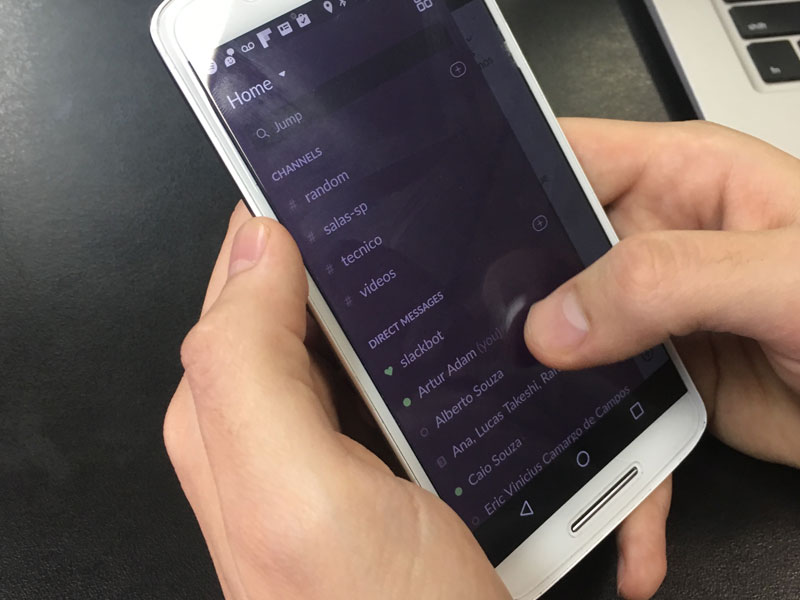 Home
Jump
CHANNELS
# random
# salas-sp
# tecnico
# videos
DIRECT MESSAGES
slackbot
Artur Adam (you)
Alberto Souza
Ana, Lucas Takeshi,
Caio Souza
Eric Vinicius Camargo de Campos
shift